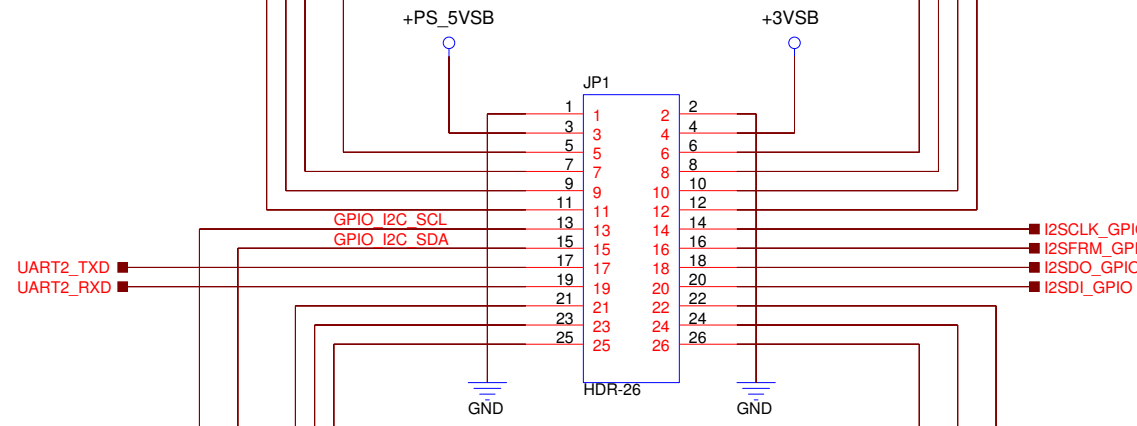 +PS_5VSB
+3VSB
JP1
1 1 2 2
3 3 4 4
5 5 6 6
7 7 8 8
9 9 10 10
11 11 12 12
GPIO_I2C_SCL 13 13 14 14 I2SCLK_GPI
GPIO_I2C_SDA 15 15 16 16 I2SFRM_GPI
UART2_TXD 17 17 18 18 I2SDO_GPIO
UART2_RXD 19 19 20 20 I2SDI_GPIO
21 21 22 22
23 23 24 24
25 25 26 26
HDR-26
GND
GND